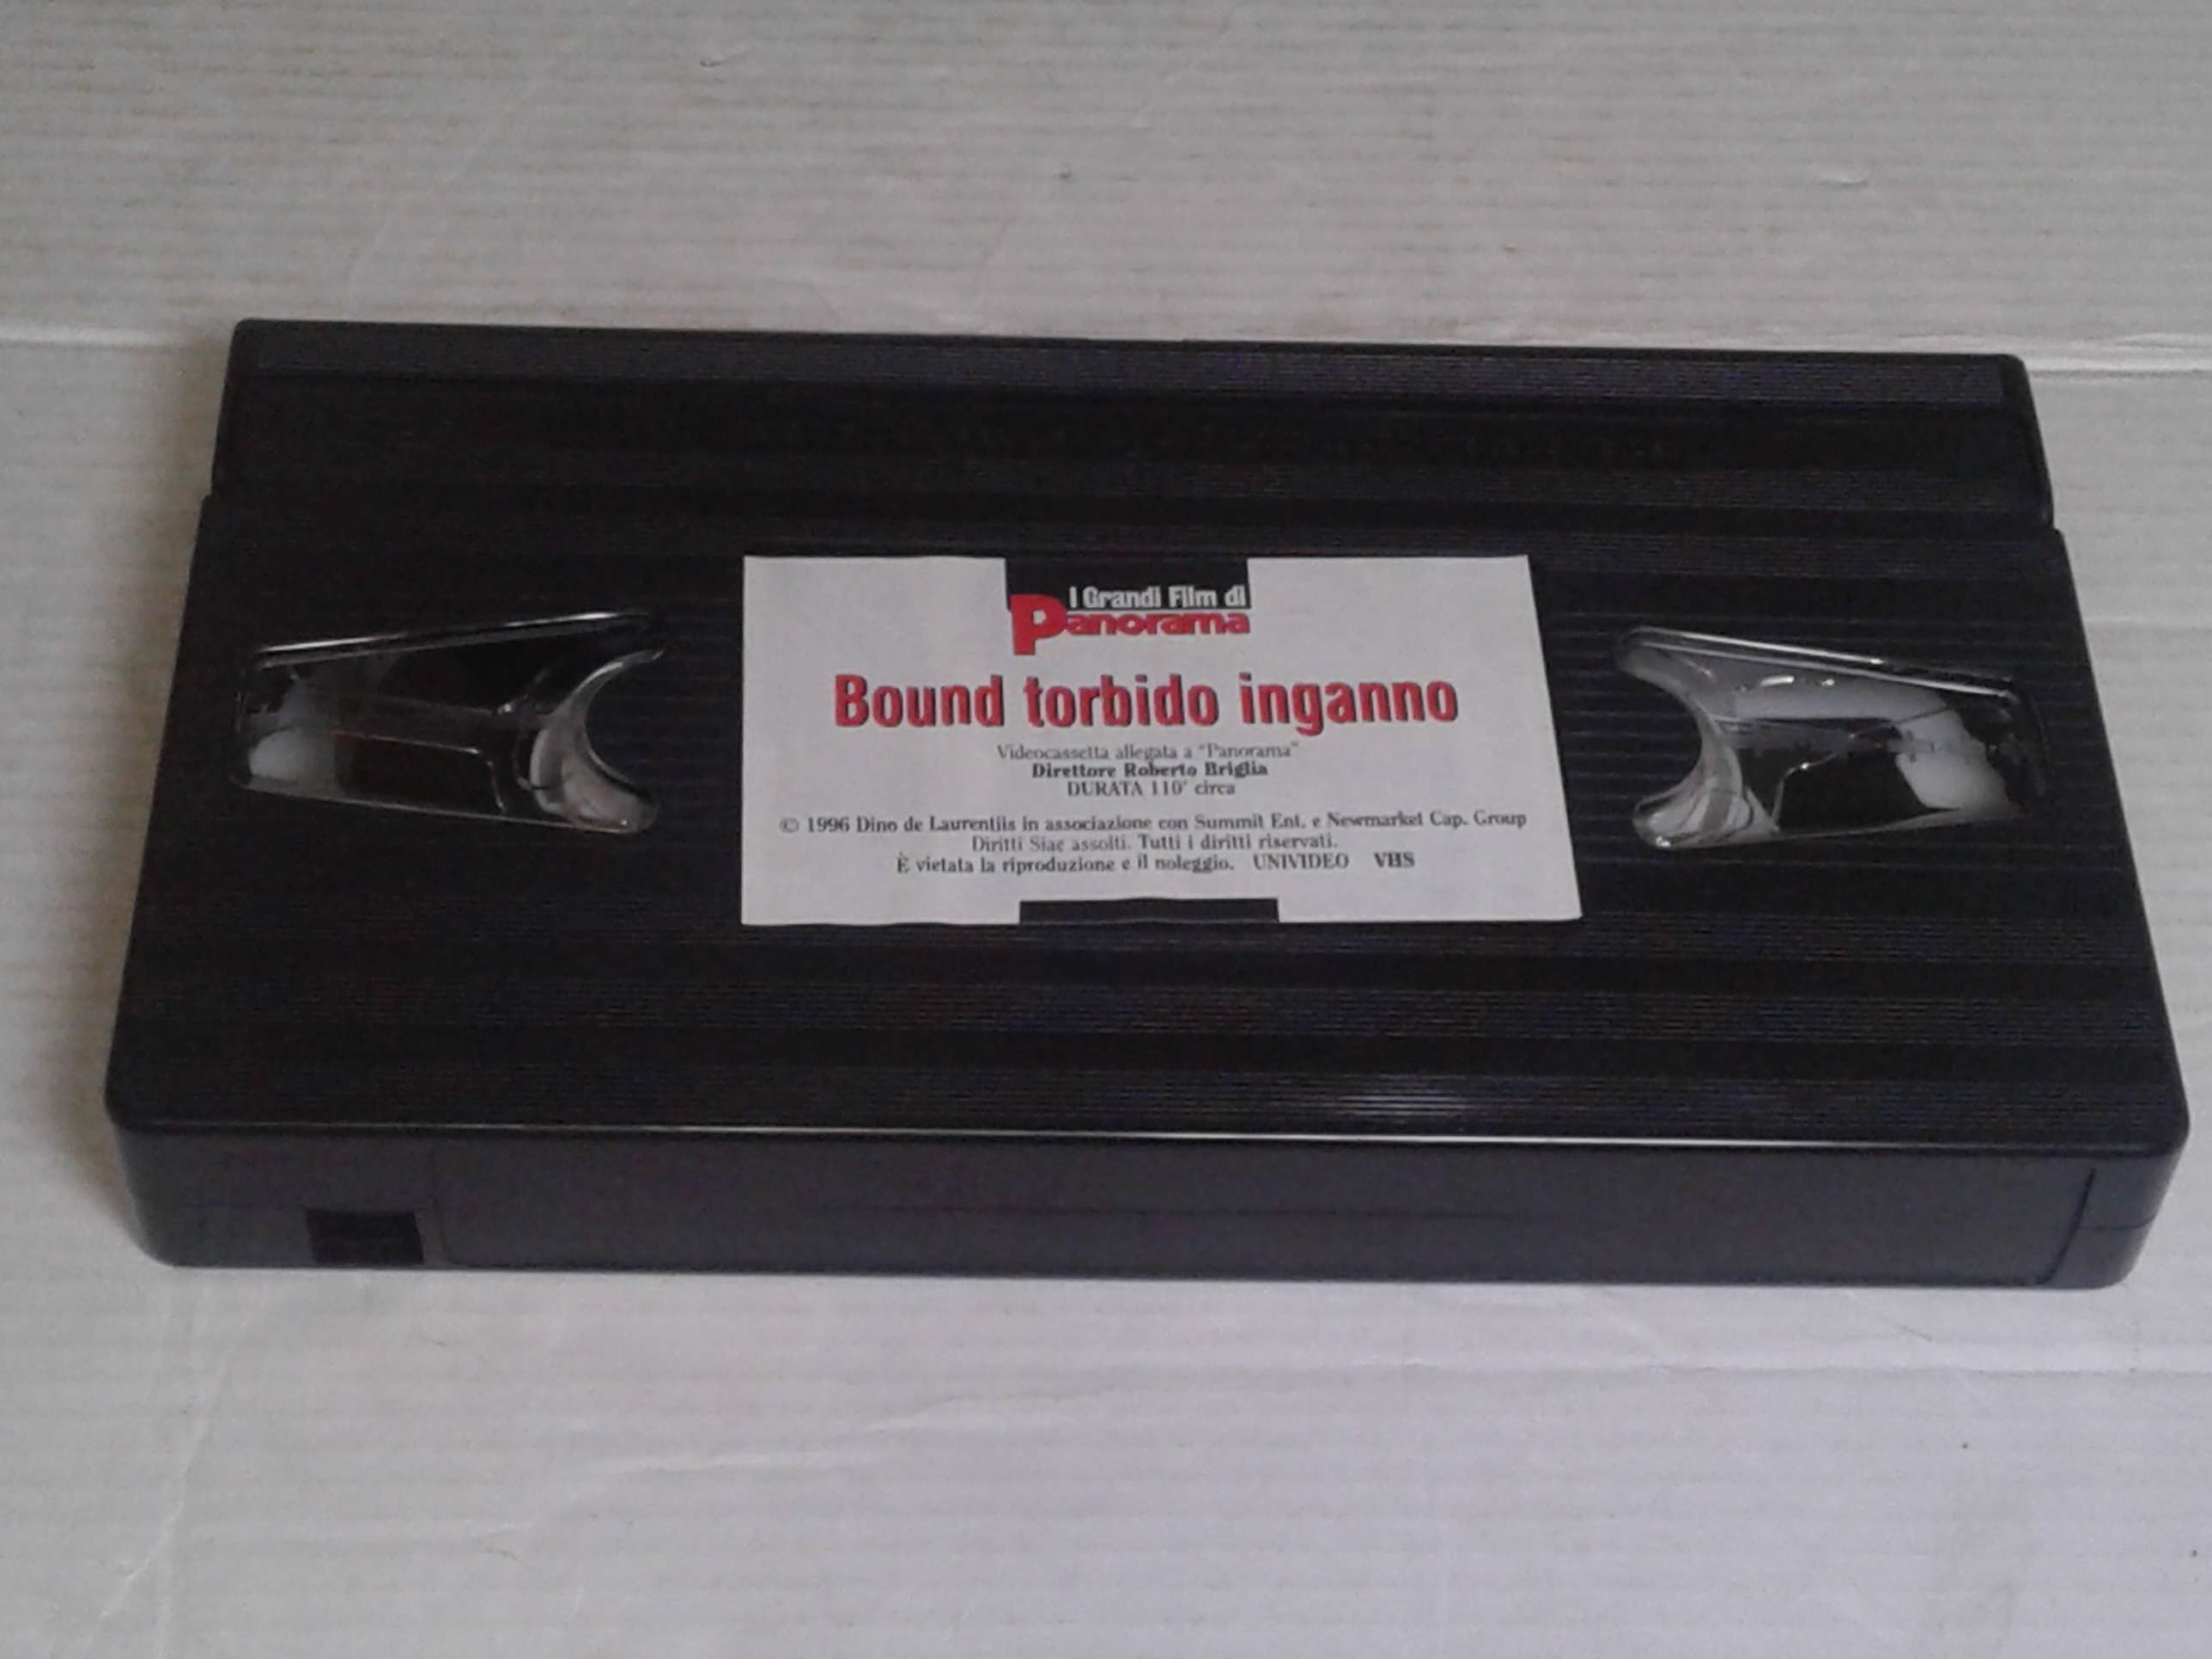 I Grandi Film di
Panorama
Bound torbido inganno
Videocassetta allegata a "Panorama"
Direttore Roberto Briglia
DURATA 110' circa
© 1996 Dino de Laurentiis in associazione con Summit Ent. e Newmarket Cap. Group
Diritti Siae assolti. Tutti i diritti riservati.
È vietata la riproduzione e il noleggio. UNIVIDEO VHS